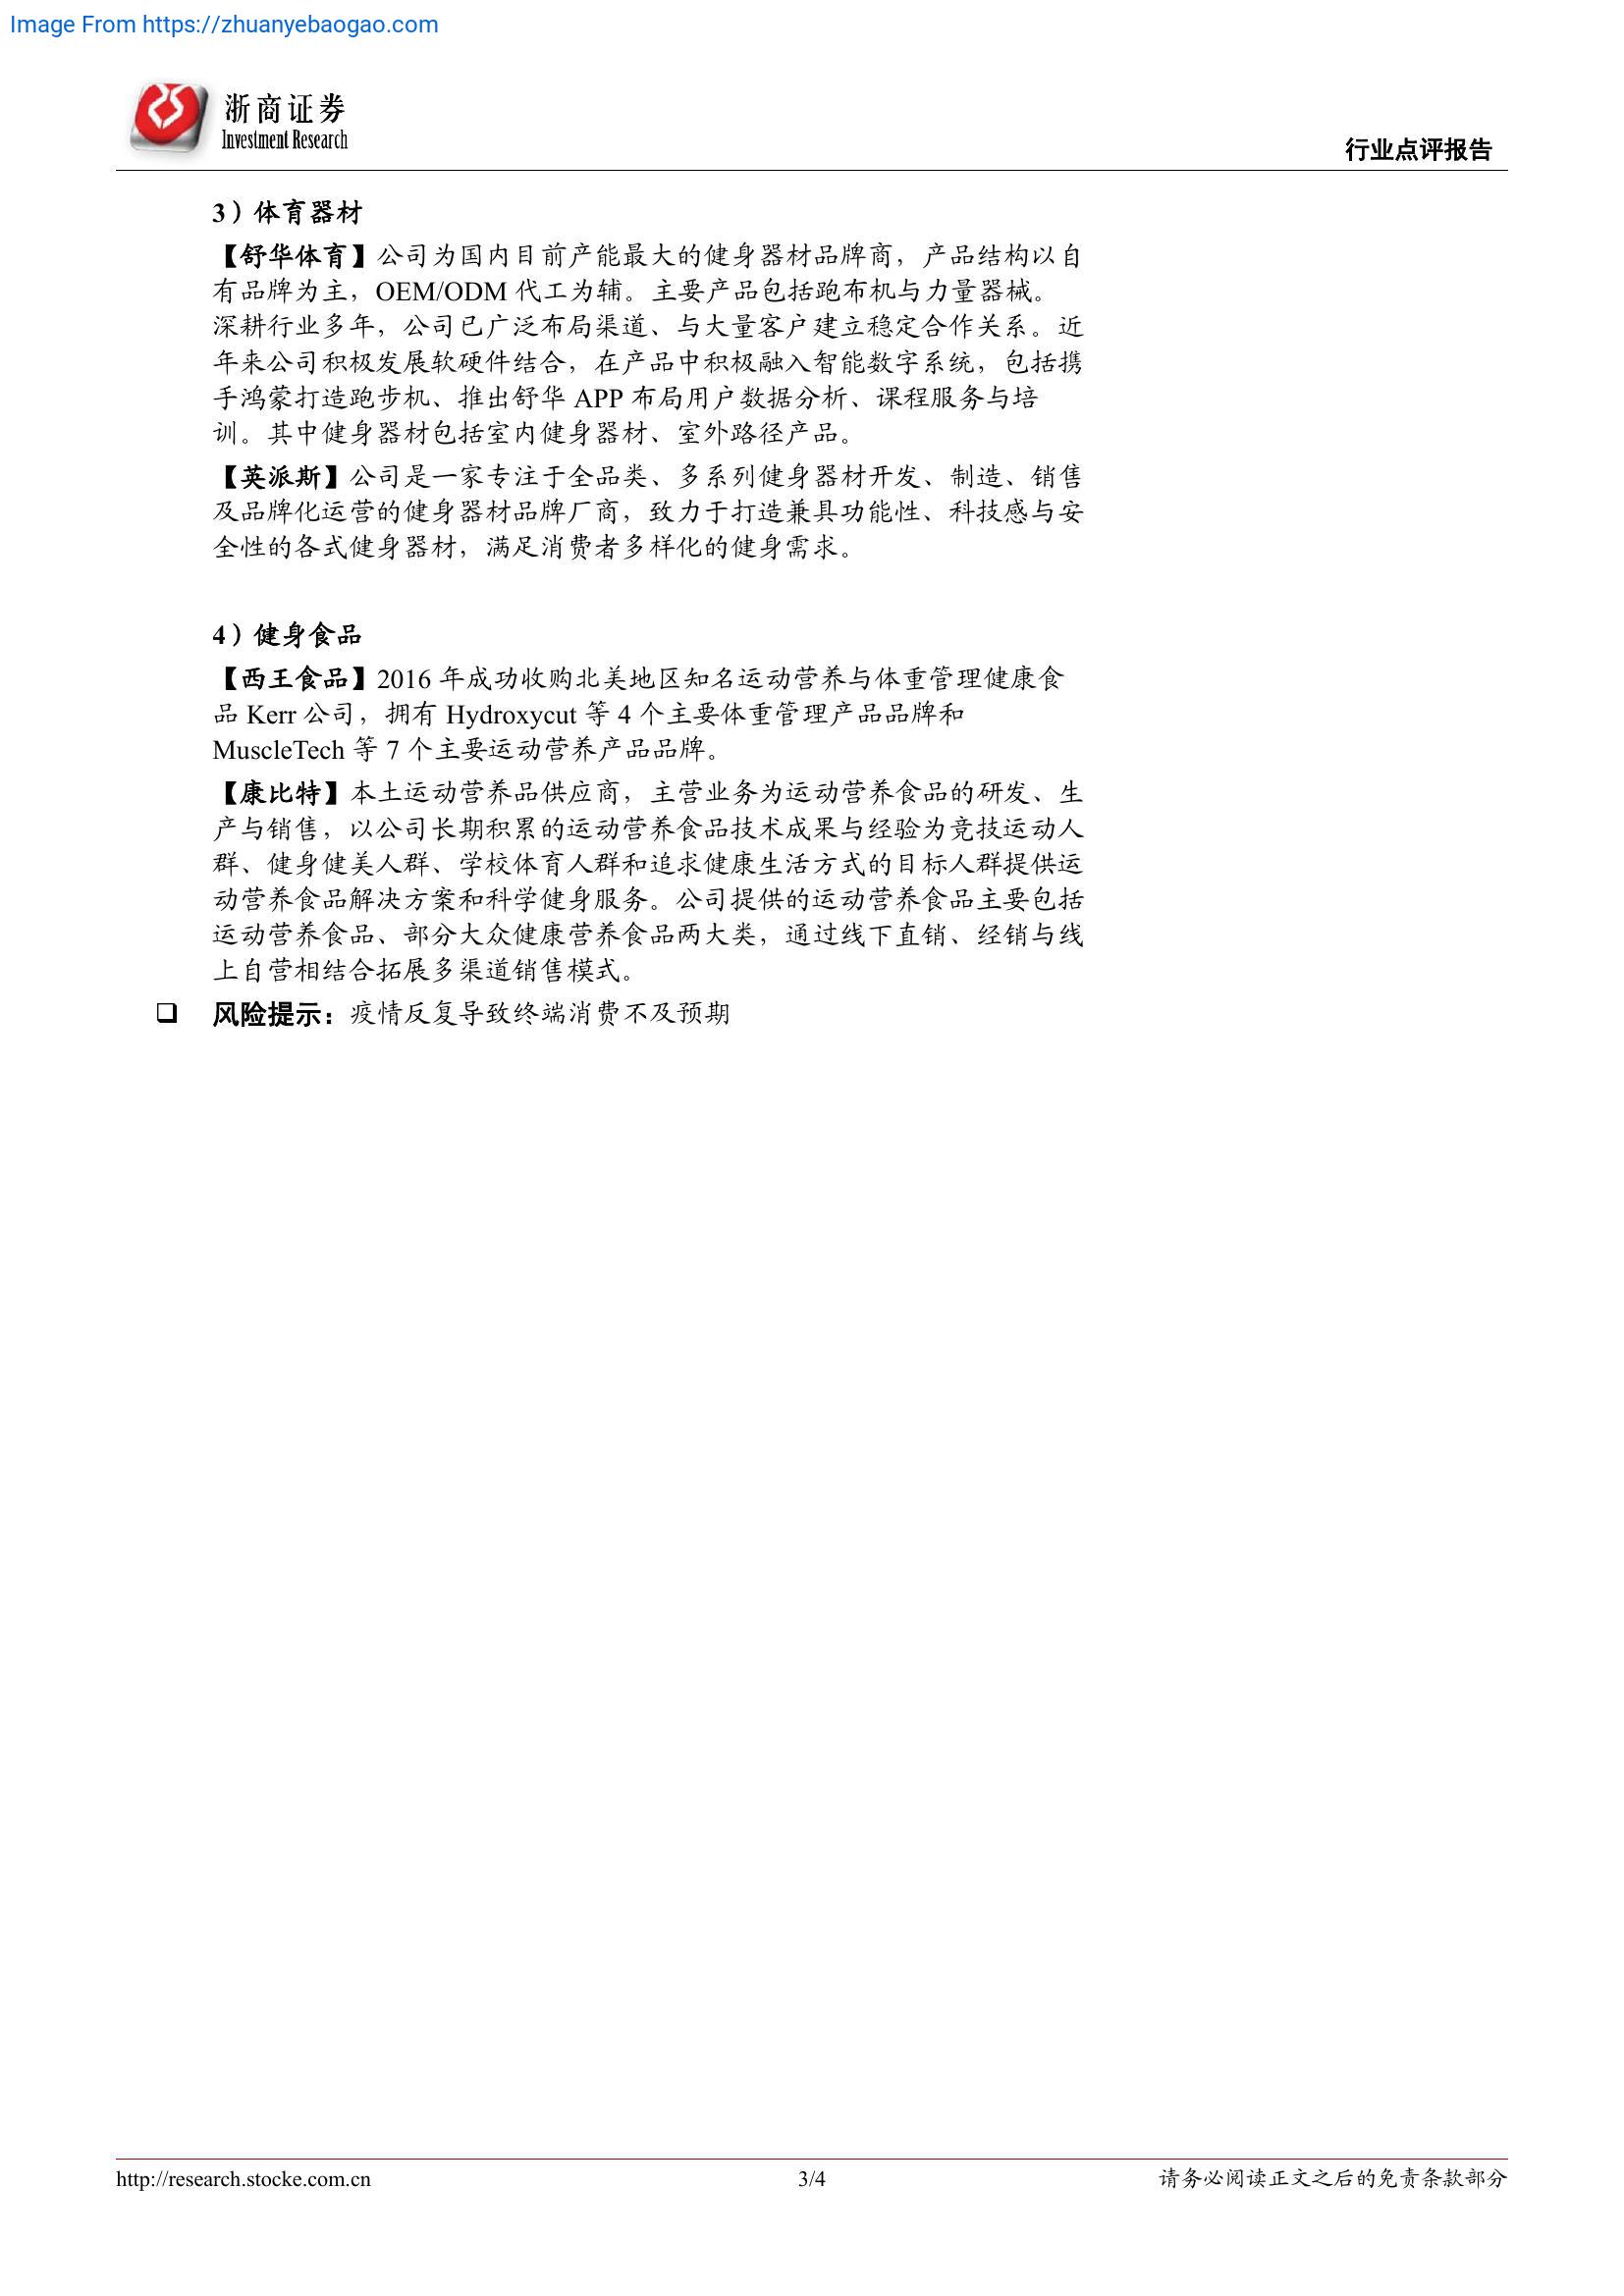 Image From https://zhuanyebaogao.com
浙商证券
Investment Research
行业点评报告
3）体育器材
【舒华体育】公司为国内目前产能最大的健身器材品牌商，产品结构以自
有品牌为主，OEM/ODM 代工为辅。主要产品包括跑布机与力量器械。
深耕行业多年，公司已广泛布局渠道、与大量客户建立稳定合作关系。近
年来公司积极发展软硬件结合，在产品中积极融入智能数字系统，包括携
手鸿蒙打造跑步机、推出舒华 APP 布局用户数据分析、课程服务与培
训。其中健身器材包括室内健身器材、室外路径产品。
【英派斯】公司是一家专注于全品类、多系列健身器材开发、制造、销售
及品牌化运营的健身器材品牌厂商，致力于打造兼具功能性、科技感与安
全性的各式健身器材，满足消费者多样化的健身需求。
4）健身食品
【西王食品】2016 年成功收购北美地区知名运动营养与体重管理健康食
品 Kerr 公司，拥有 Hydroxycut 等 4 个主要体重管理产品品牌和
MuscleTech 等 7 个主要运动营养产品品牌。
【康比特】本土运动营养品供应商，主营业务为运动营养食品的研发、生
产与销售，以公司长期积累的运动营养食品技术成果与经验为竞技运动人
群、健身健美人群、学校体育人群和追求健康生活方式的目标人群提供运
动营养食品解决方案和科学健身服务。公司提供的运动营养食品主要包括
运动营养食品、部分大众健康营养食品两大类，通过线下直销、经销与线
上自营相结合拓展多渠道销售模式。
❑ 风险提示：疫情反复导致终端消费不及预期
http://research.stocke.com.cn
3/4
请务必阅读正文之后的免责条款部分